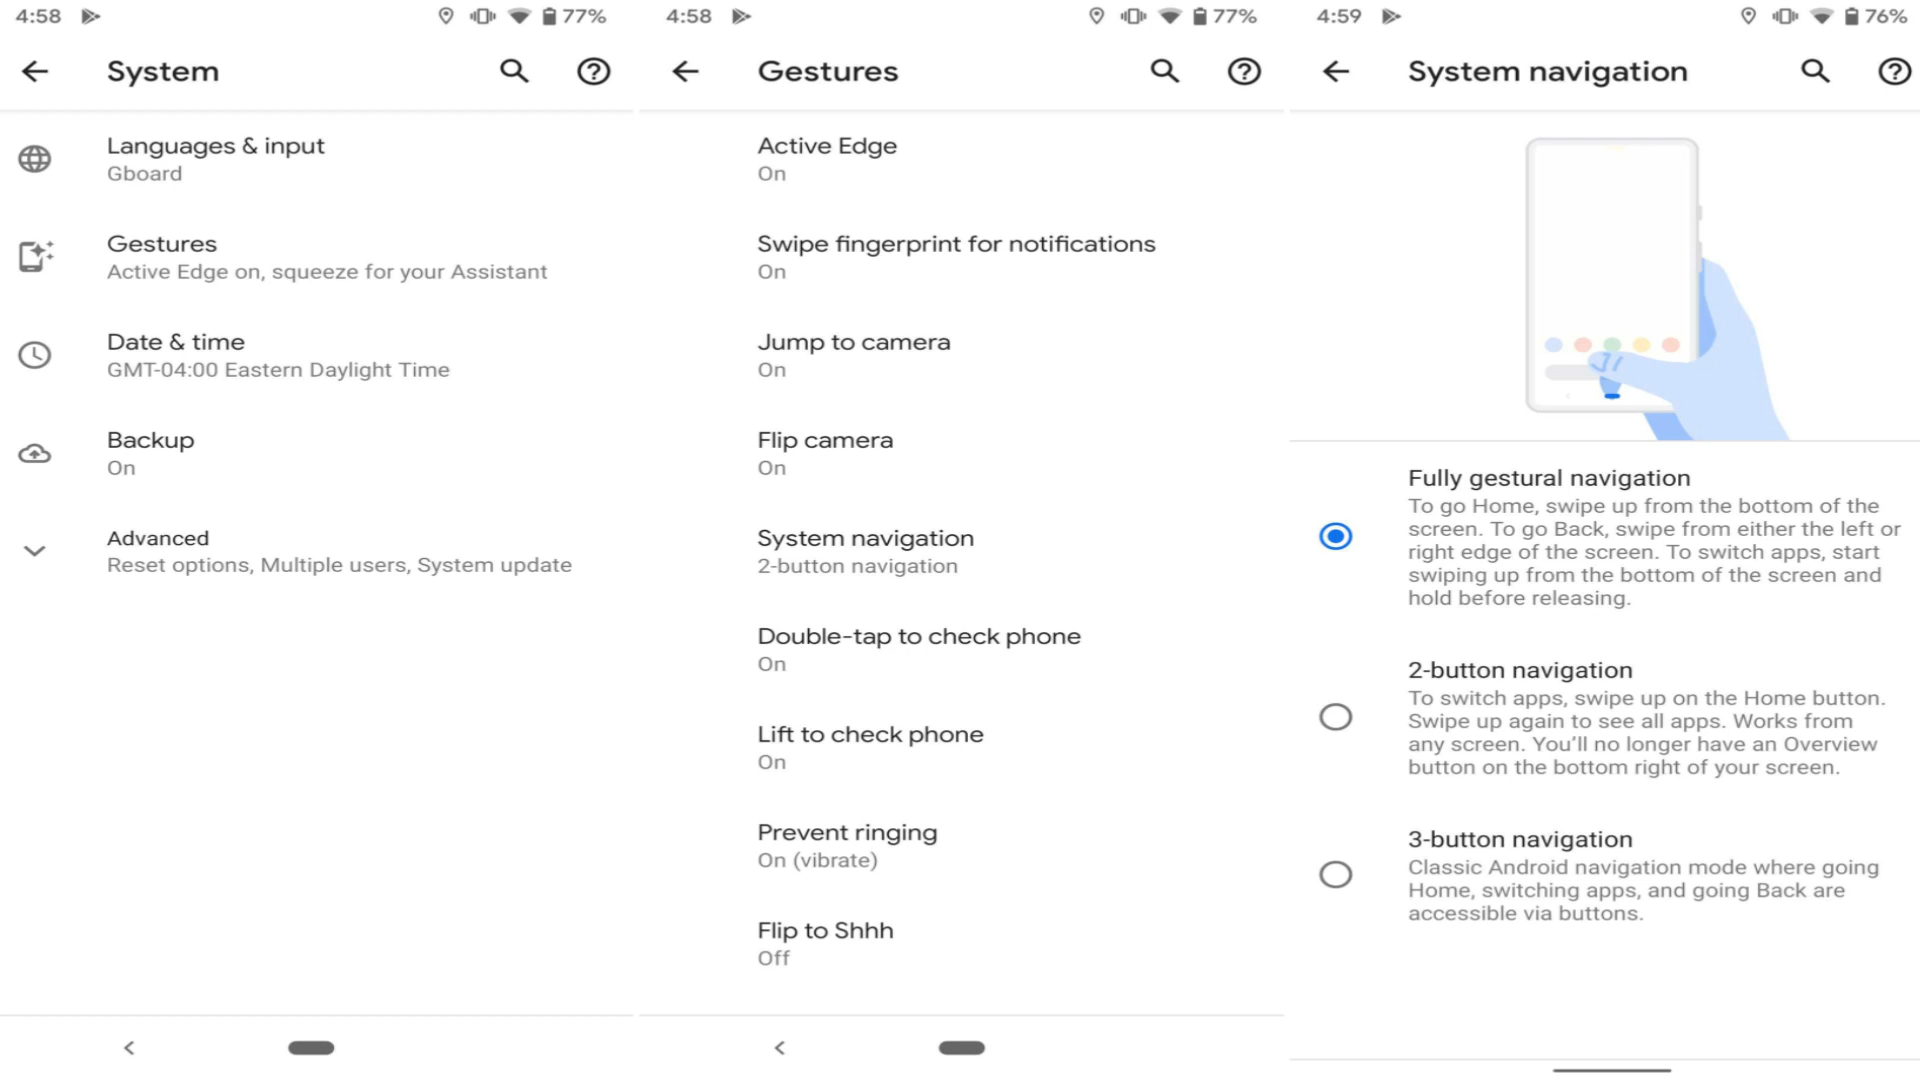 4:58
77%
System
Languages & input
Gboard
Gestures
Active Edge on, squeeze for your Assistant
Date & time
GMT-04:00 Eastern Daylight Time
Backup
On
Advanced
Reset options, Multiple users, System update
4:58
77%
Gestures
Active Edge
On
Swipe fingerprint for notifications
On
Jump to camera
On
Flip camera
On
System navigation
2-button navigation
Double-tap to check phone
On
Lift to check phone
On
Prevent ringing
On (vibrate)
Flip to Shhh
Off
4:59
76%
System navigation
Fully gestural navigation
To go Home, swipe up from the bottom of the
screen. To go Back, swipe from either the left or
right edge of the screen. To switch apps, start
swiping up from the bottom of the screen and
hold before releasing.
2-button navigation
To switch apps, swipe up on the Home button.
Swipe up again to see all apps. Works from
any screen. You’ll no longer have an Overview
button on the bottom right of your screen.
3-button navigation
Classic Android navigation mode where going
Home, switching apps, and going Back are
accessible via buttons.